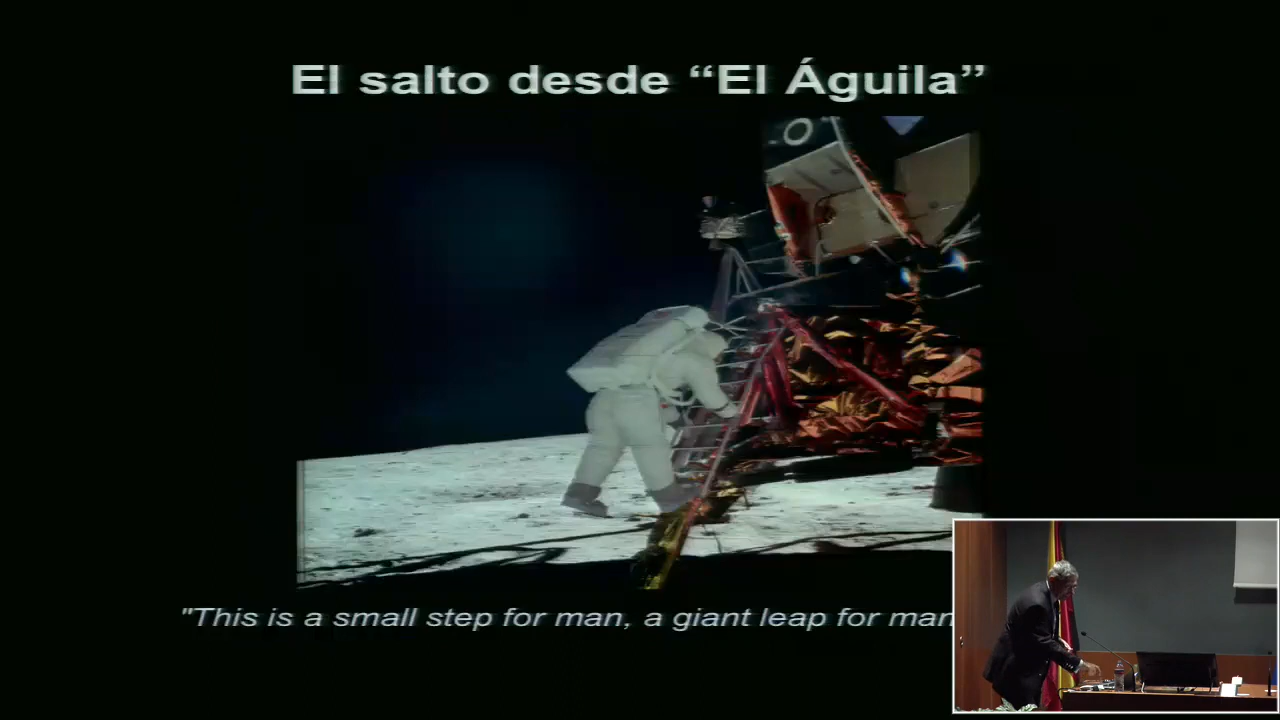 El salto desde “El Águila”
"This is a small step for man, a giant leap for man